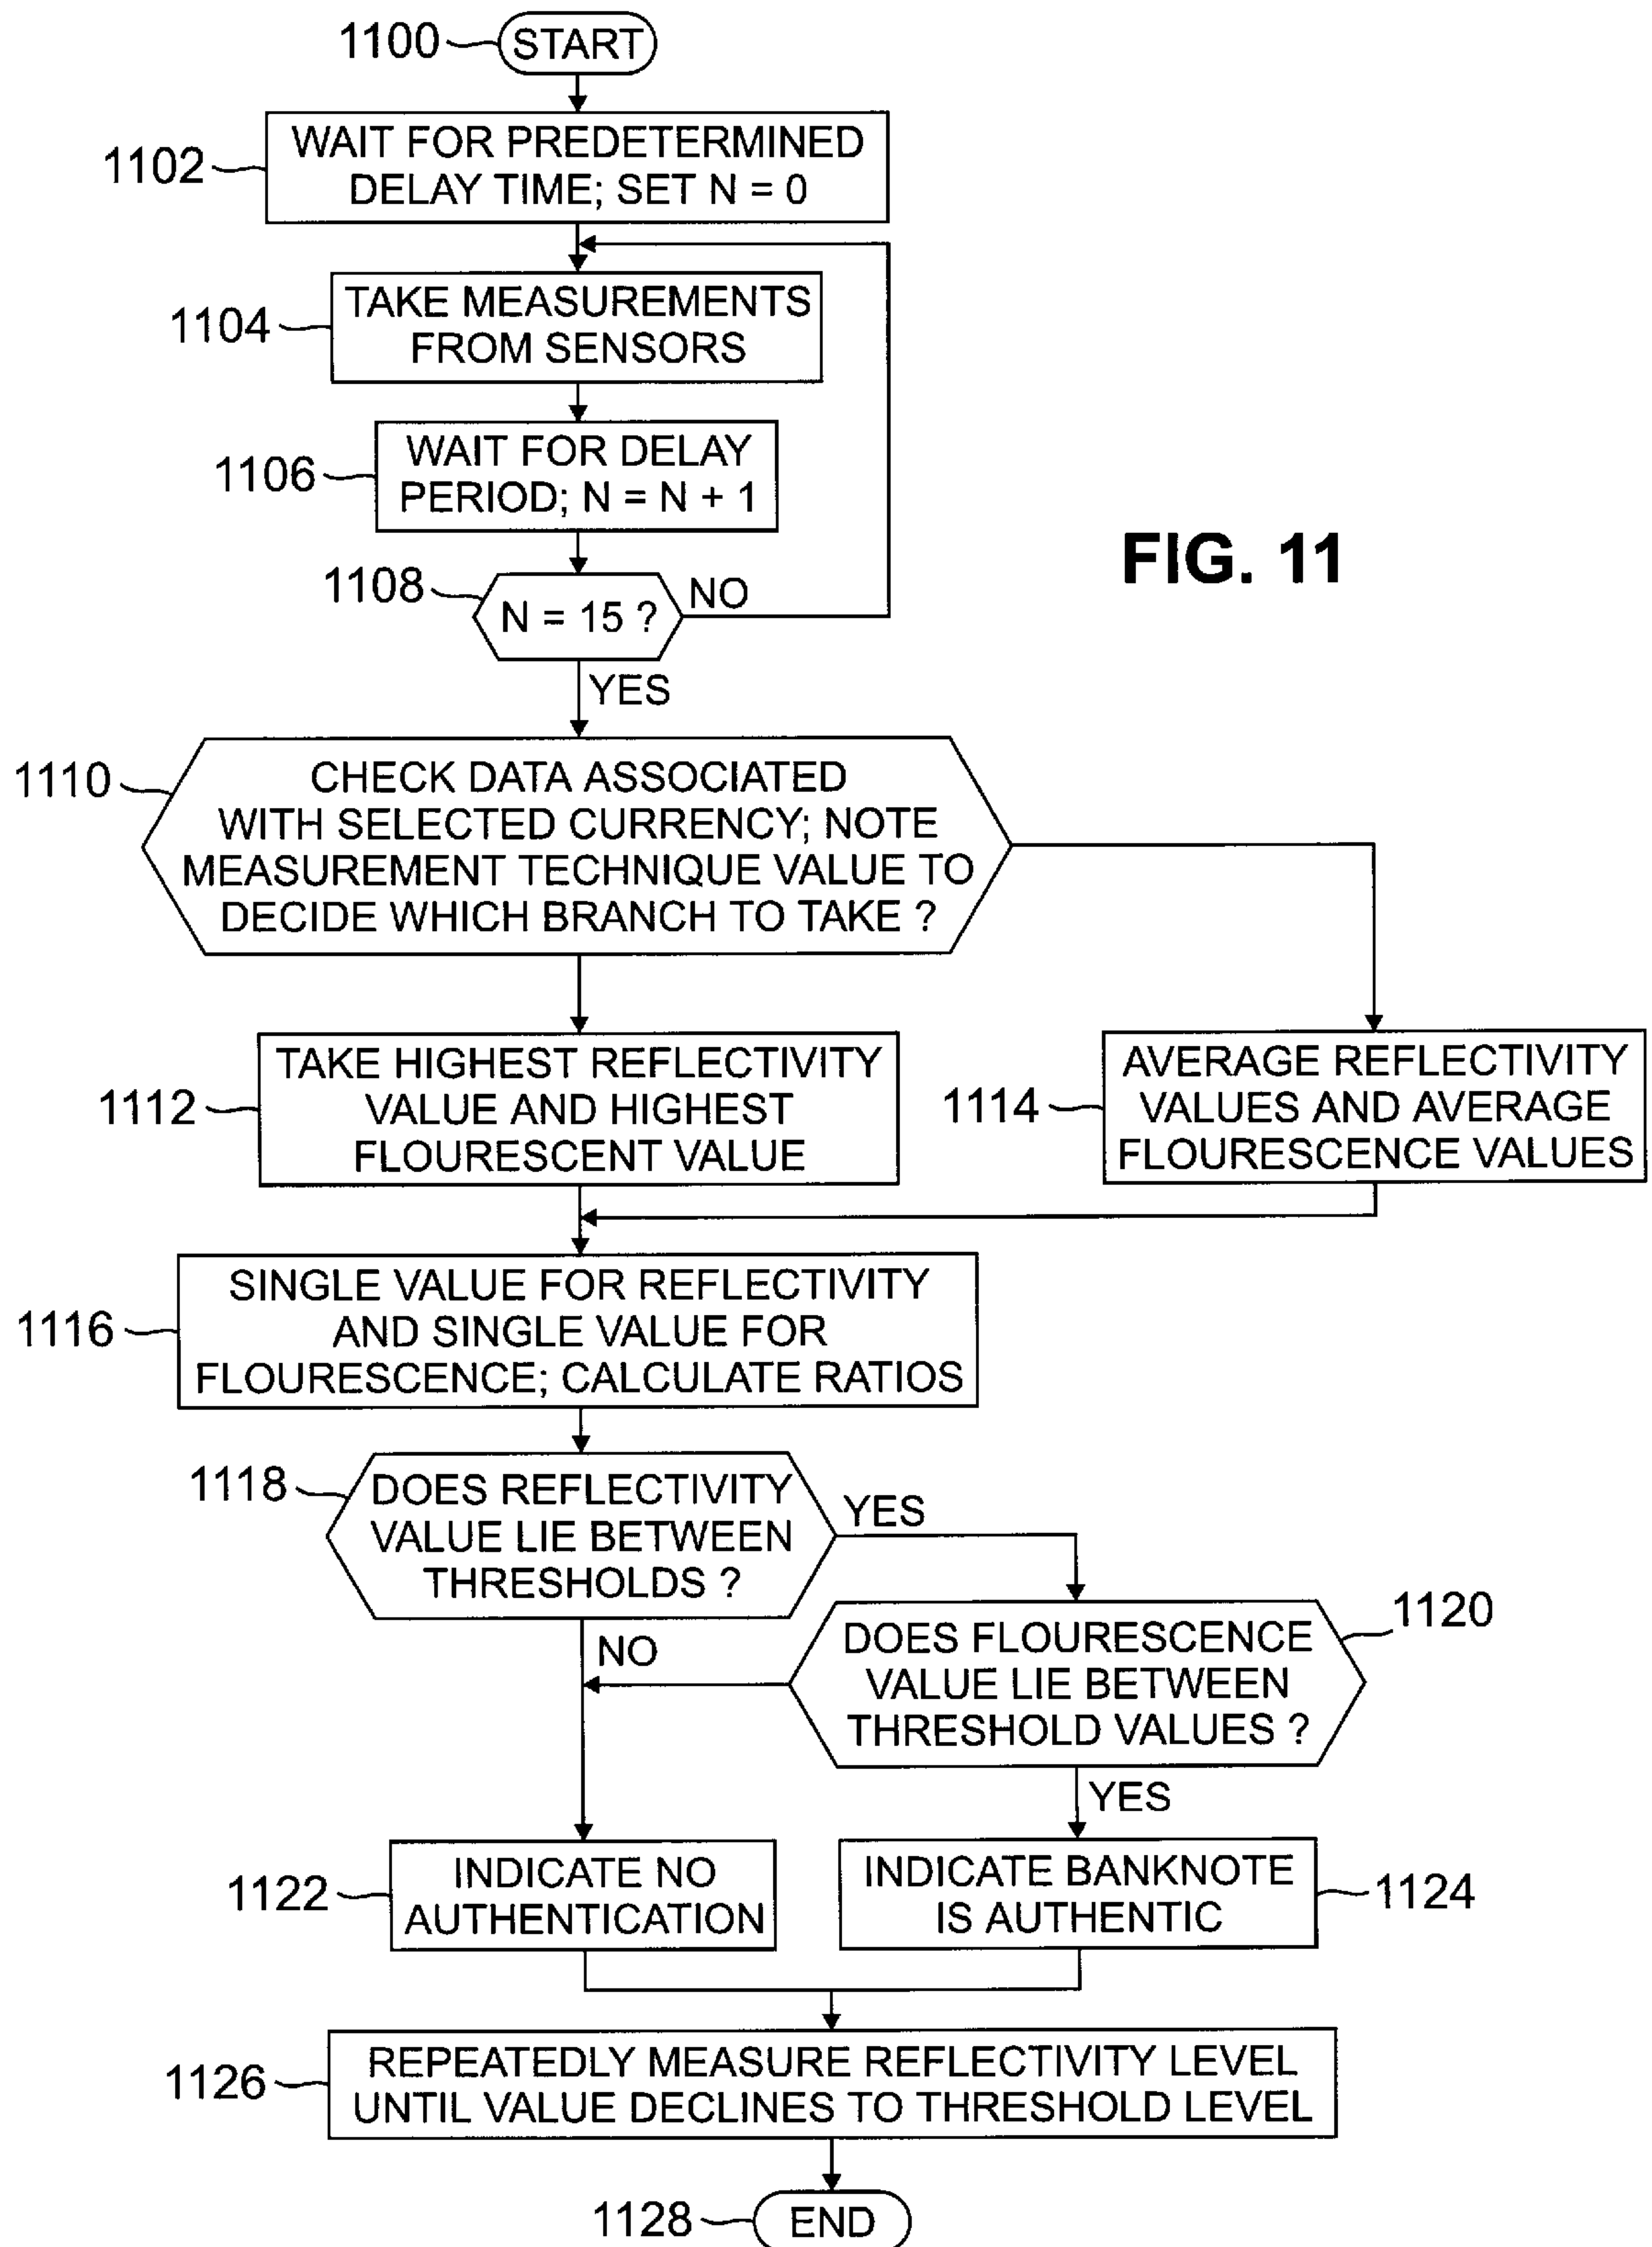 1100
START
1102
WAIT FOR PREDETERMINED
DELAY TIME; SET N = 0
1104
TAKE MEASUREMENTS
FROM SENSORS
1106
WAIT FOR DELAY
PERIOD; N = N + 1
FIG. 11
1108
N = 15 ?
NO
YES
1110
CHECK DATA ASSOCIATED
WITH SELECTED CURRENCY; NOTE
MEASUREMENT TECHNIQUE VALUE TO
DECIDE WHICH BRANCH TO TAKE ?
1112
TAKE HIGHEST REFLECTIVITY
VALUE AND HIGHEST
FLOURESCENT VALUE
1114
AVERAGE REFLECTIVITY
VALUES AND AVERAGE
FLOURESCENCE VALUES
1116
SINGLE VALUE FOR REFLECTIVITY
AND SINGLE VALUE FOR
FLOURESCENCE; CALCULATE RATIOS
1118
DOES REFLECTIVITY
VALUE LIE BETWEEN
THRESHOLDS ?
YES
NO
1120
DOES FLOURESCENCE
VALUE LIE BETWEEN
THRESHOLD VALUES ?
YES
1122
INDICATE NO
AUTHENTICATION
INDICATE BANKNOTE
IS AUTHENTIC
1124
1126
REPEATEDLY MEASURE REFLECTIVITY LEVEL
UNTIL VALUE DECLINES TO THRESHOLD LEVEL
1128
END